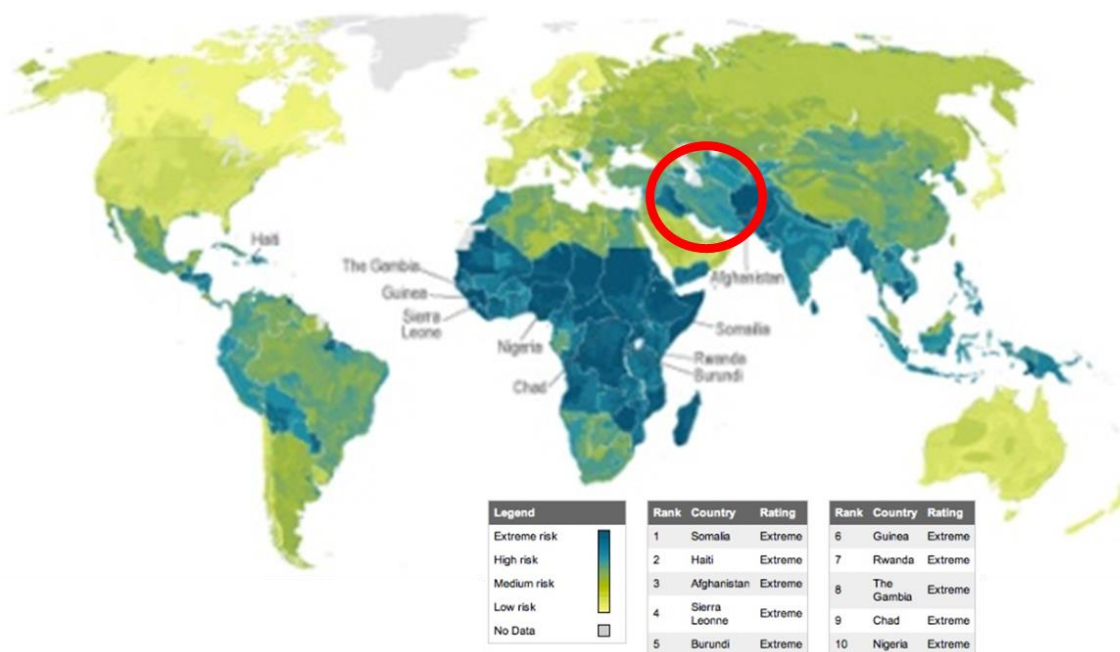 Haiti
The Gambia
Guinea
Sierra
Leone
Nigeria
Chad
Afghanistan
Somailia
Rwanda
Burundi
Legend
Extreme risk
High risk
Medium risk
Low risk
No Data
Rank Country Rating
1 Somalia Extreme
2 Haiti Extreme
3 Afghanistan Extreme
4 Sierra Leonne Extreme
5 Burundi Extreme
Rank Country Rating
6 Guinea Extreme
7 Rwanda Extreme
8 The Gambia Extreme
9 Chad Extreme
10 Nigeria Extreme